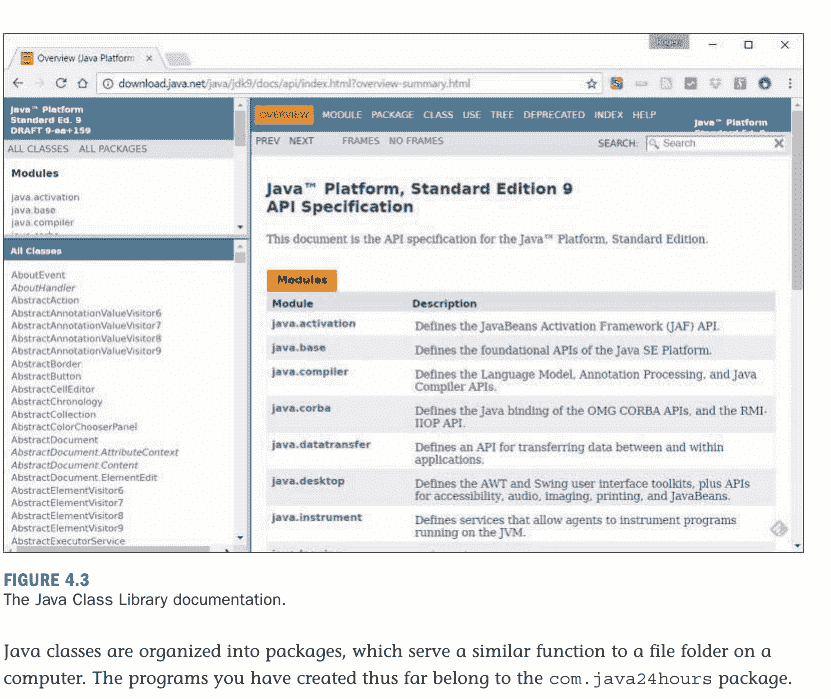 Overview (Java Platform
download.java.net/java/jdk9/docs/api/index.html?overview-summary.html
Java™ Platform
Standard Ed. 9
DRAFT 9-ea+159
ALL CLASSES ALL PACKAGES
Modules
java.activation
java.base
java.compiler
All Classes
AboutEvent
AboutHandler
AbstractAction
AbstractAnnotationValueVisitor6
AbstractAnnotationValueVisitor7
AbstractAnnotationValueVisitor8
AbstractAnnotationValueVisitor9
AbstractBorder
AbstractButton
AbstractCellEditor
AbstractChronology
AbstractCollection
AbstractColorChooserPanel
AbstractDocument
AbstractDocument.AttributeContext
AbstractDocument.Content
AbstractDocument.ElementEdit
AbstractElementVisitor6
AbstractElementVisitor7
AbstractElementVisitor8
AbstractElementVisitor9
AbstractExecutorService
OVERVIEW MODULE PACKAGE CLASS USE TREE DEPRECATED INDEX HELP
Java™ Platform
PREV NEXT FRAMES NO FRAMES
SEARCH: Search
Java™ Platform, Standard Edition 9
API Specification
This document is the API specification for the Java™ Platform, Standard Edition.
Modules
Module Description
java.activation Defines the JavaBeans Activation Framework (JAF) API.
java.base Defines the foundational APIs of the Java SE Platform.
java.compiler Defines the Language Model, Annotation Processing, and Java
Compiler APIs.
java.corba Defines the Java binding of the OMG CORBA APIs, and the RMI-
IIOP API.
java.datatransfer Defines an API for transferring data between and within
applications.
java.desktop Defines the AWT and Swing user interface toolkits, plus APIs
for accessibility, audio, imaging, printing, and JavaBeans.
java.instrument Defines services that allow agents to instrument programs
running on the JVM.
FIGURE 4.3
The Java Class Library documentation.
Java classes are organized into packages, which serve a similar function to a file folder on a
computer. The programs you have created thus far belong to the com.java24hours package.